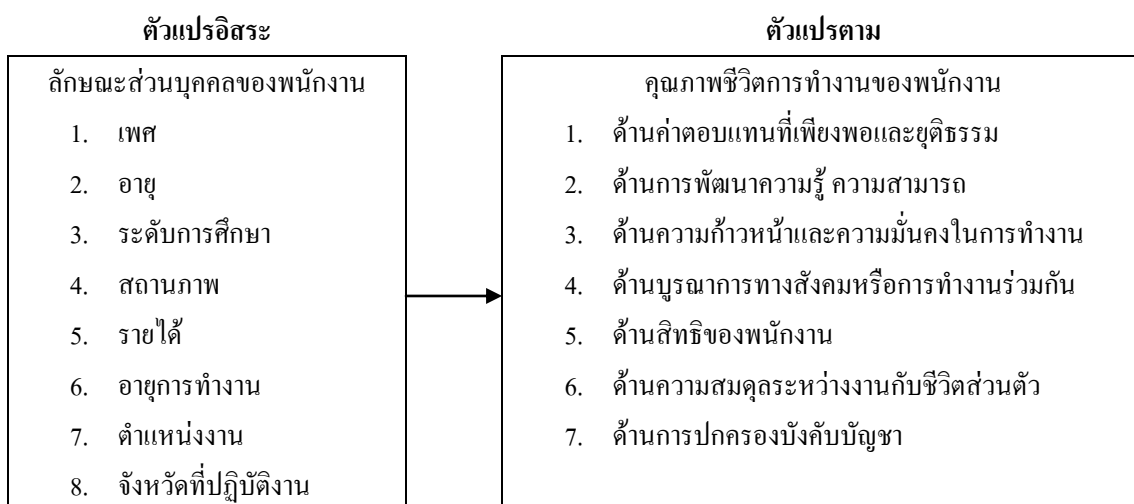 ตัวแปรอิสระ
ลักษณะส่วนบุคคลของพนักงาน
1. เพศ
2. อายุ
3. ระดับการศึกษา
4. สถานภาพ
5. รายได้
6. อายุการทำงาน
7. ตำแหน่งงาน
8. จังหวัดที่ปฏิบัติงาน
ตัวแปรตาม
คุณภาพชีวิตการทำงานของพนักงาน
1. ด้านค่าตอบแทนที่เพียงพอและยุติธรรม
2. ด้านการพัฒนาความรู้ ความสามารถ
3. ด้านความก้าวหน้าและความมั่นคงในการทำงาน
4. ด้านบูรณาการทางสังคมหรือการทำงานร่วมกัน
5. ด้านสิทธิของพนักงาน
6. ด้านความสมดุลระหว่างงานกับชีวิตส่วนตัว
7. ด้านการปกครองบังคับบัญชา